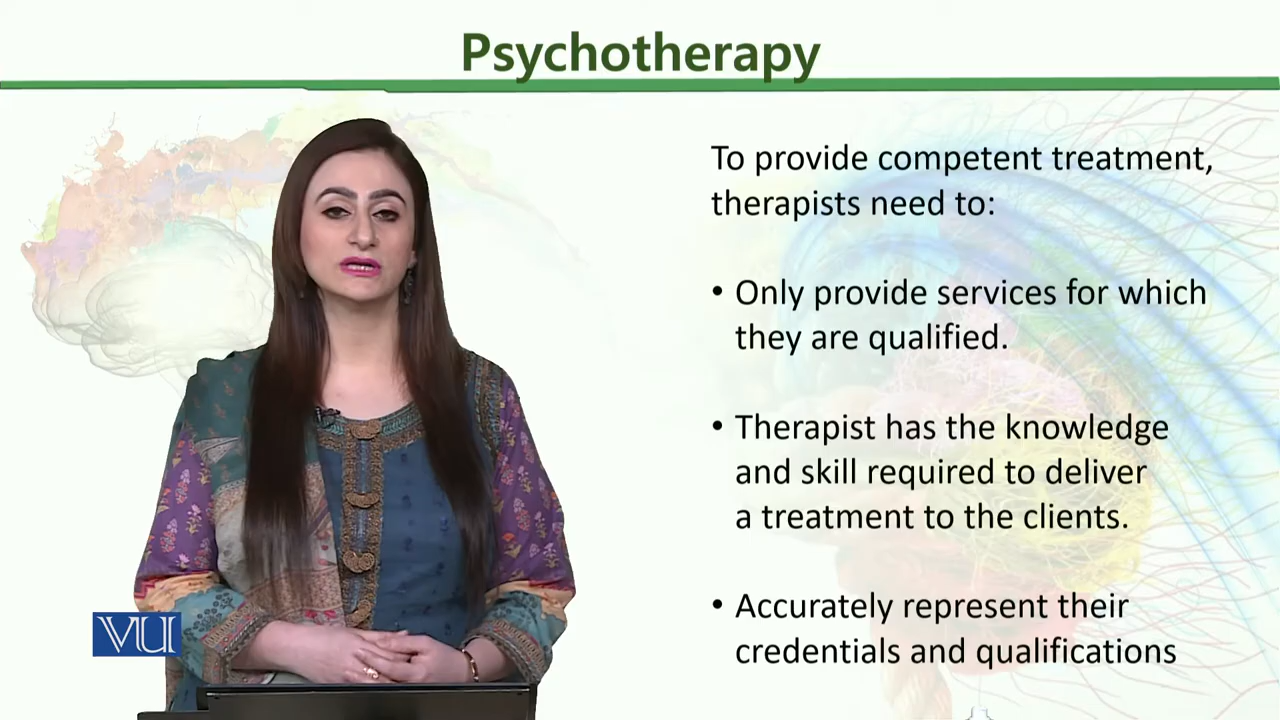 Psychotherapy
To provide competent treatment,
therapists need to:
• Only provide services for which
they are qualified.
• Therapist has the knowledge
and skill required to deliver
a treatment to the clients.
• Accurately represent their
credentials and qualifications
VU